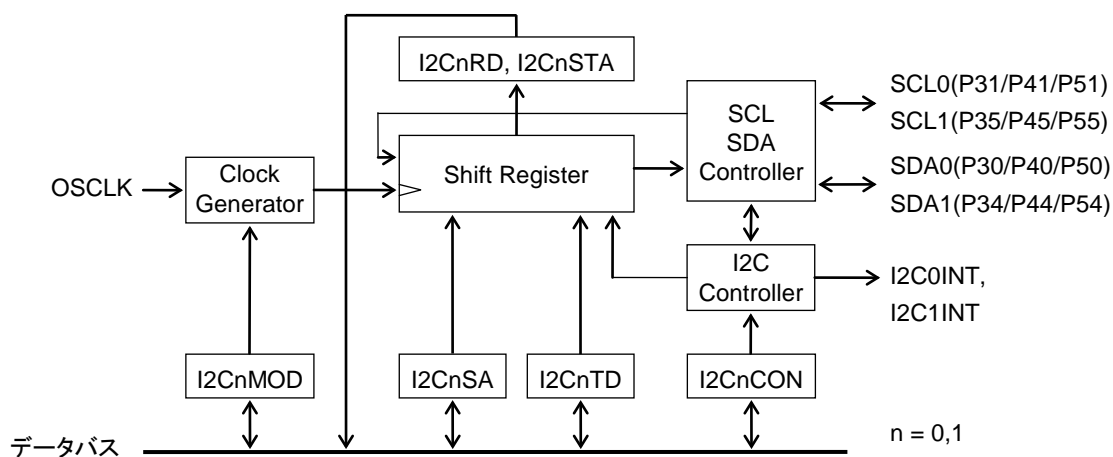 I2CnRD, I2CnSTA
SCL0(P31/P41/P51)
SCL1(P35/P45/P55)
SCL
SDA
Controller
Clock
Generator
OSCLK
Shift Register
SDA0(P30/P40/P50)
SDA1(P34/P44/P54)
I2C
Controller
I2C0INT,
I2C1INT
I2CnMOD
I2CnSA
I2CnTD
I2CnCON
データバス
n = 0,1